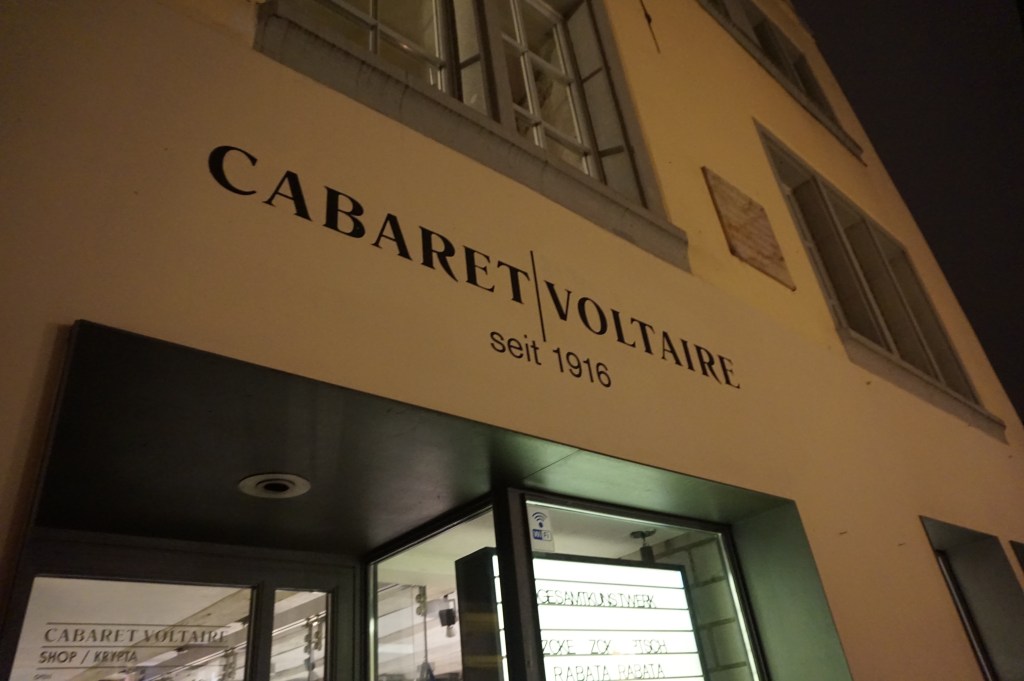 CABARET VOLTAIRE
seit 1916
GESAMTKUNSTWERK
RABATA RABATA
CABARET VOLTAIRE
SHOP / KRYPTA